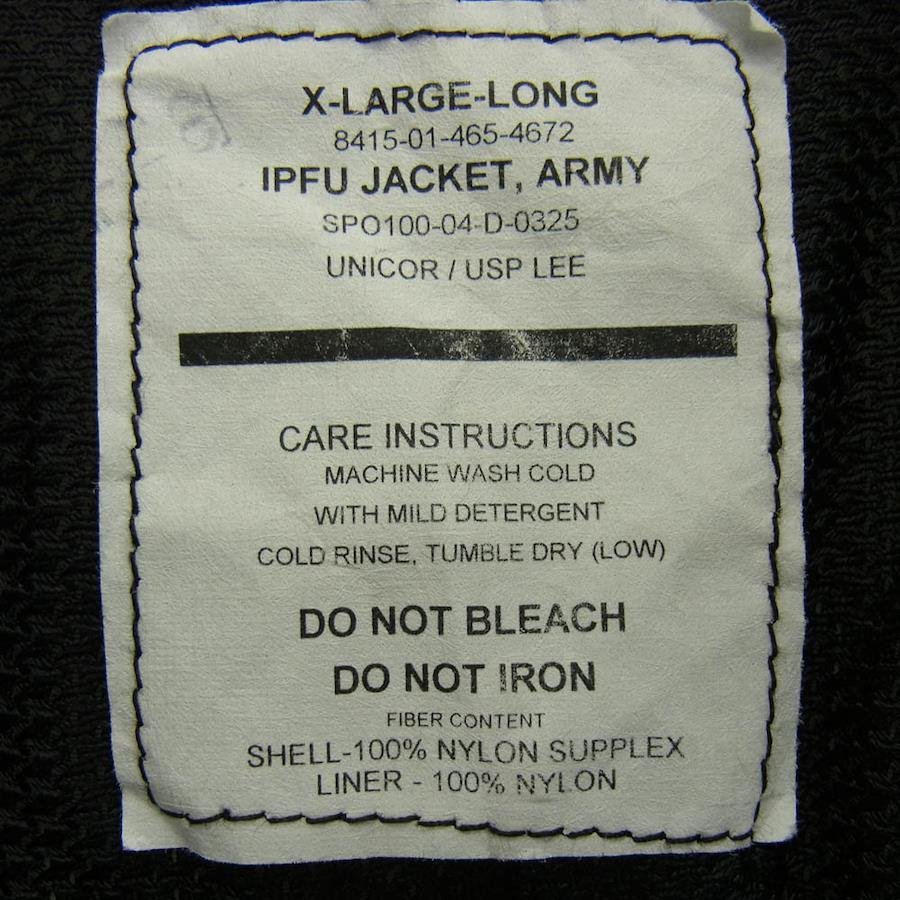 X-LARGE-LONG
8415-01-465-4672
IPFU JACKET, ARMY
SPO100-04-D-0325
UNICOR / USP LEE
CARE INSTRUCTIONS
MACHINE WASH COLD
WITH MILD DETERGENT
COLD RINSE, TUMBLE DRY (LOW)
DO NOT BLEACH
DO NOT IRON
FIBER CONTENT
SHELL-100% NYLON SUPPLEX
LINER - 100% NYLON